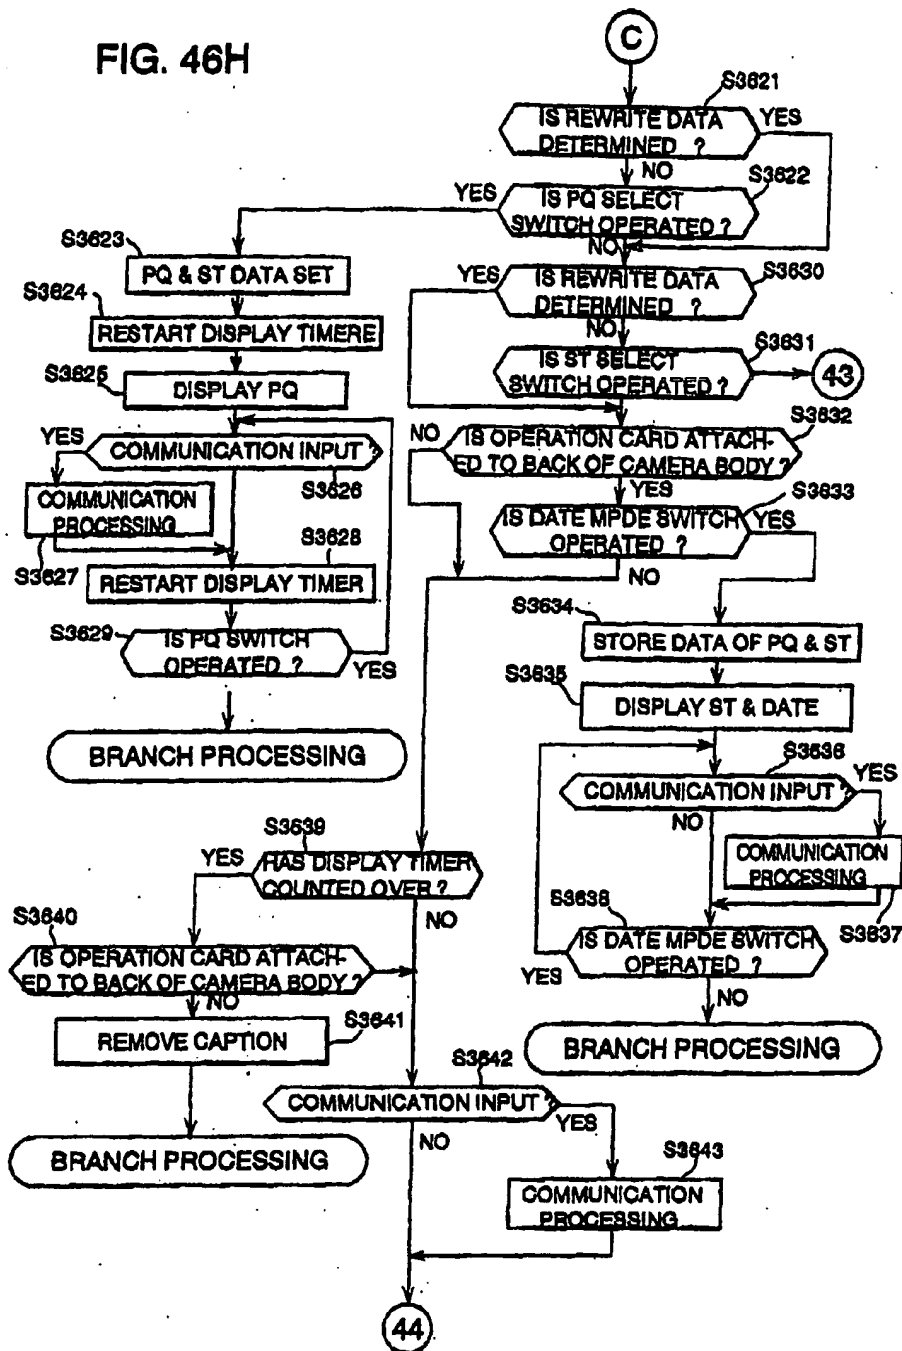 FIG. 46H
C
S3621
IS REWRITE DATA
DETERMINED ?
YES
NO
S3622
YES
IS PQ SELECT
SWITCH OPERATED ?
NO
S3623
PQ & ST DATA SET
S3630
YES
IS REWRITE DATA
DETERMINED ?
NO
S3624
RESTART DISPLAY TIMERE
S3631
IS ST SELECT
SWITCH OPERATED ?
43
S3625
DISPLAY PQ
S3632
NO
IS OPERATION CARD ATTACH-
ED TO BACK OF CAMERA BODY ?
YES
YES
COMMUNICATION INPUT ?
S3626
COMMUNICATION
PROCESSING
S3627
S3633
IS DATE MPDE SWITCH
OPERATED ?
YES
NO
S3628
RESTART DISPLAY TIMER
S3629
IS PQ SWITCH
OPERATED ?
YES
BRANCH PROCESSING
S3634
STORE DATA OF PQ & ST
S3635
DISPLAY ST & DATE
S3636
COMMUNICATION INPUT ?
YES
NO
COMMUNICATION
PROCESSING
S3637
S3638
IS DATE MPDE SWITCH
OPERATED ?
YES
NO
BRANCH PROCESSING
S3639
YES
HAS DISPLAY TIMER
COUNTED OVER ?
NO
S3640
IS OPERATION CARD ATTACH-
ED TO BACK OF CAMERA BODY ?
NO
S3641
REMOVE CAPTION
BRANCH PROCESSING
S3642
COMMUNICATION INPUT ?
YES
NO
S3643
COMMUNICATION
PROCESSING
44